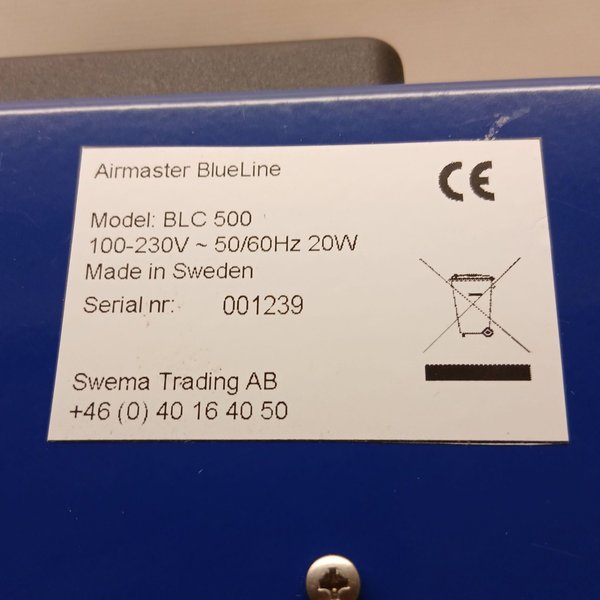 Airmaster BlueLine
CE
Model: BLC 500
100-230V ~ 50/60Hz 20W
Made in Sweden
Serial nr: 001239
Swema Trading AB
+46 (0) 40 16 40 50